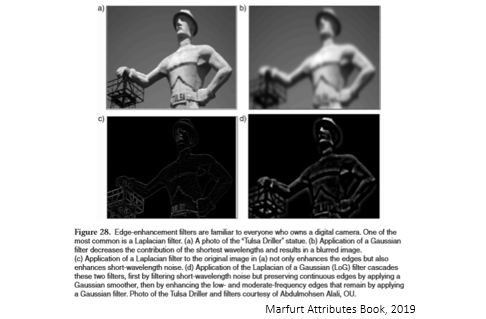 a)
b)
TULSA
c)
d)
Figure 28. Edge-enhancement filters are familiar to everyone who owns a digital camera. One of the
most common is a Laplacian filter. (a) A photo of the "Tulsa Driller" statue. (b) Application of a Gaussian
filter decreases the contribution of the shortest wavelengths and results in a blurred image.
(c) Application of a Laplacian filter to the original image in (a) not only enhances the edges but also
enhances short-wavelength noise. (d) Application of the Laplacian of a Gaussian (LoG) filter cascades
these two filters, first by filtering short-wavelength noise but preserving continuous edges by applying a
Gaussian smoother, then by enhancing the low- and moderate-frequency edges that remain by applying
a Gaussian filter. Photo of the Tulsa Driller and filters courtesy of Abdulmohsen Alali, OU.
Marfurt Attributes Book, 2019